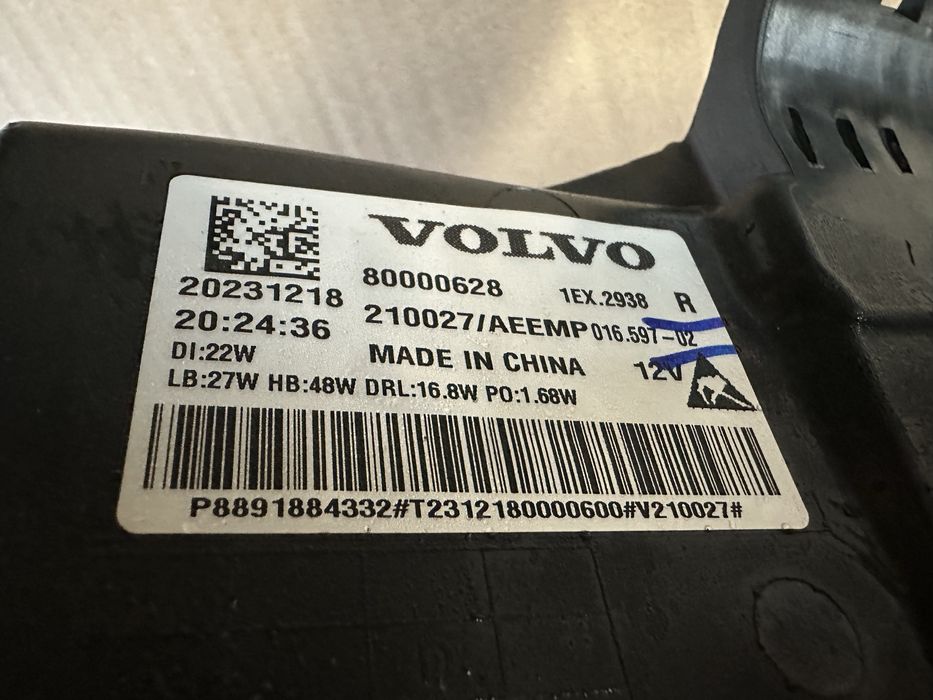 VOLVO
80000628
1EX.2938 R
20231218
210027/AEEMP 016.597-02
20:24:36
MADE IN CHINA
12V
DI:22W
LB:27W HB:48W DRL:16.8W PO:1.68W
P8891884332#T2312180000600#V210027#